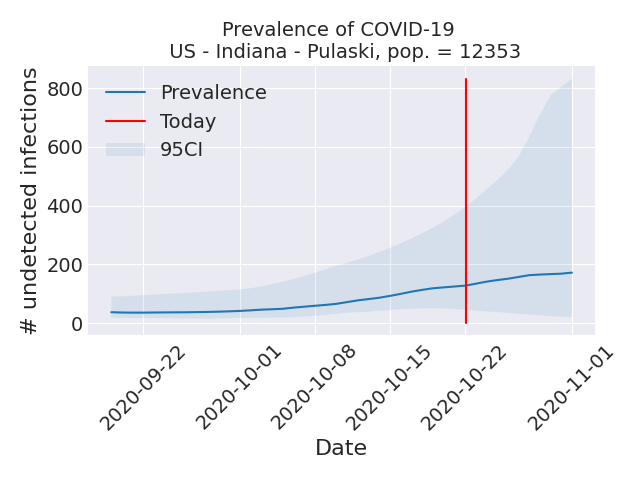 Prevalence of COVID-19
US - Indiana - Pulaski, pop. = 12353
# undetected infections
800
600
400
200
0
Prevalence
Today
95CI
2020-09-22
2020-10-01
2020-10-08
2020-10-15
2020-10-22
2020-11-01
Date